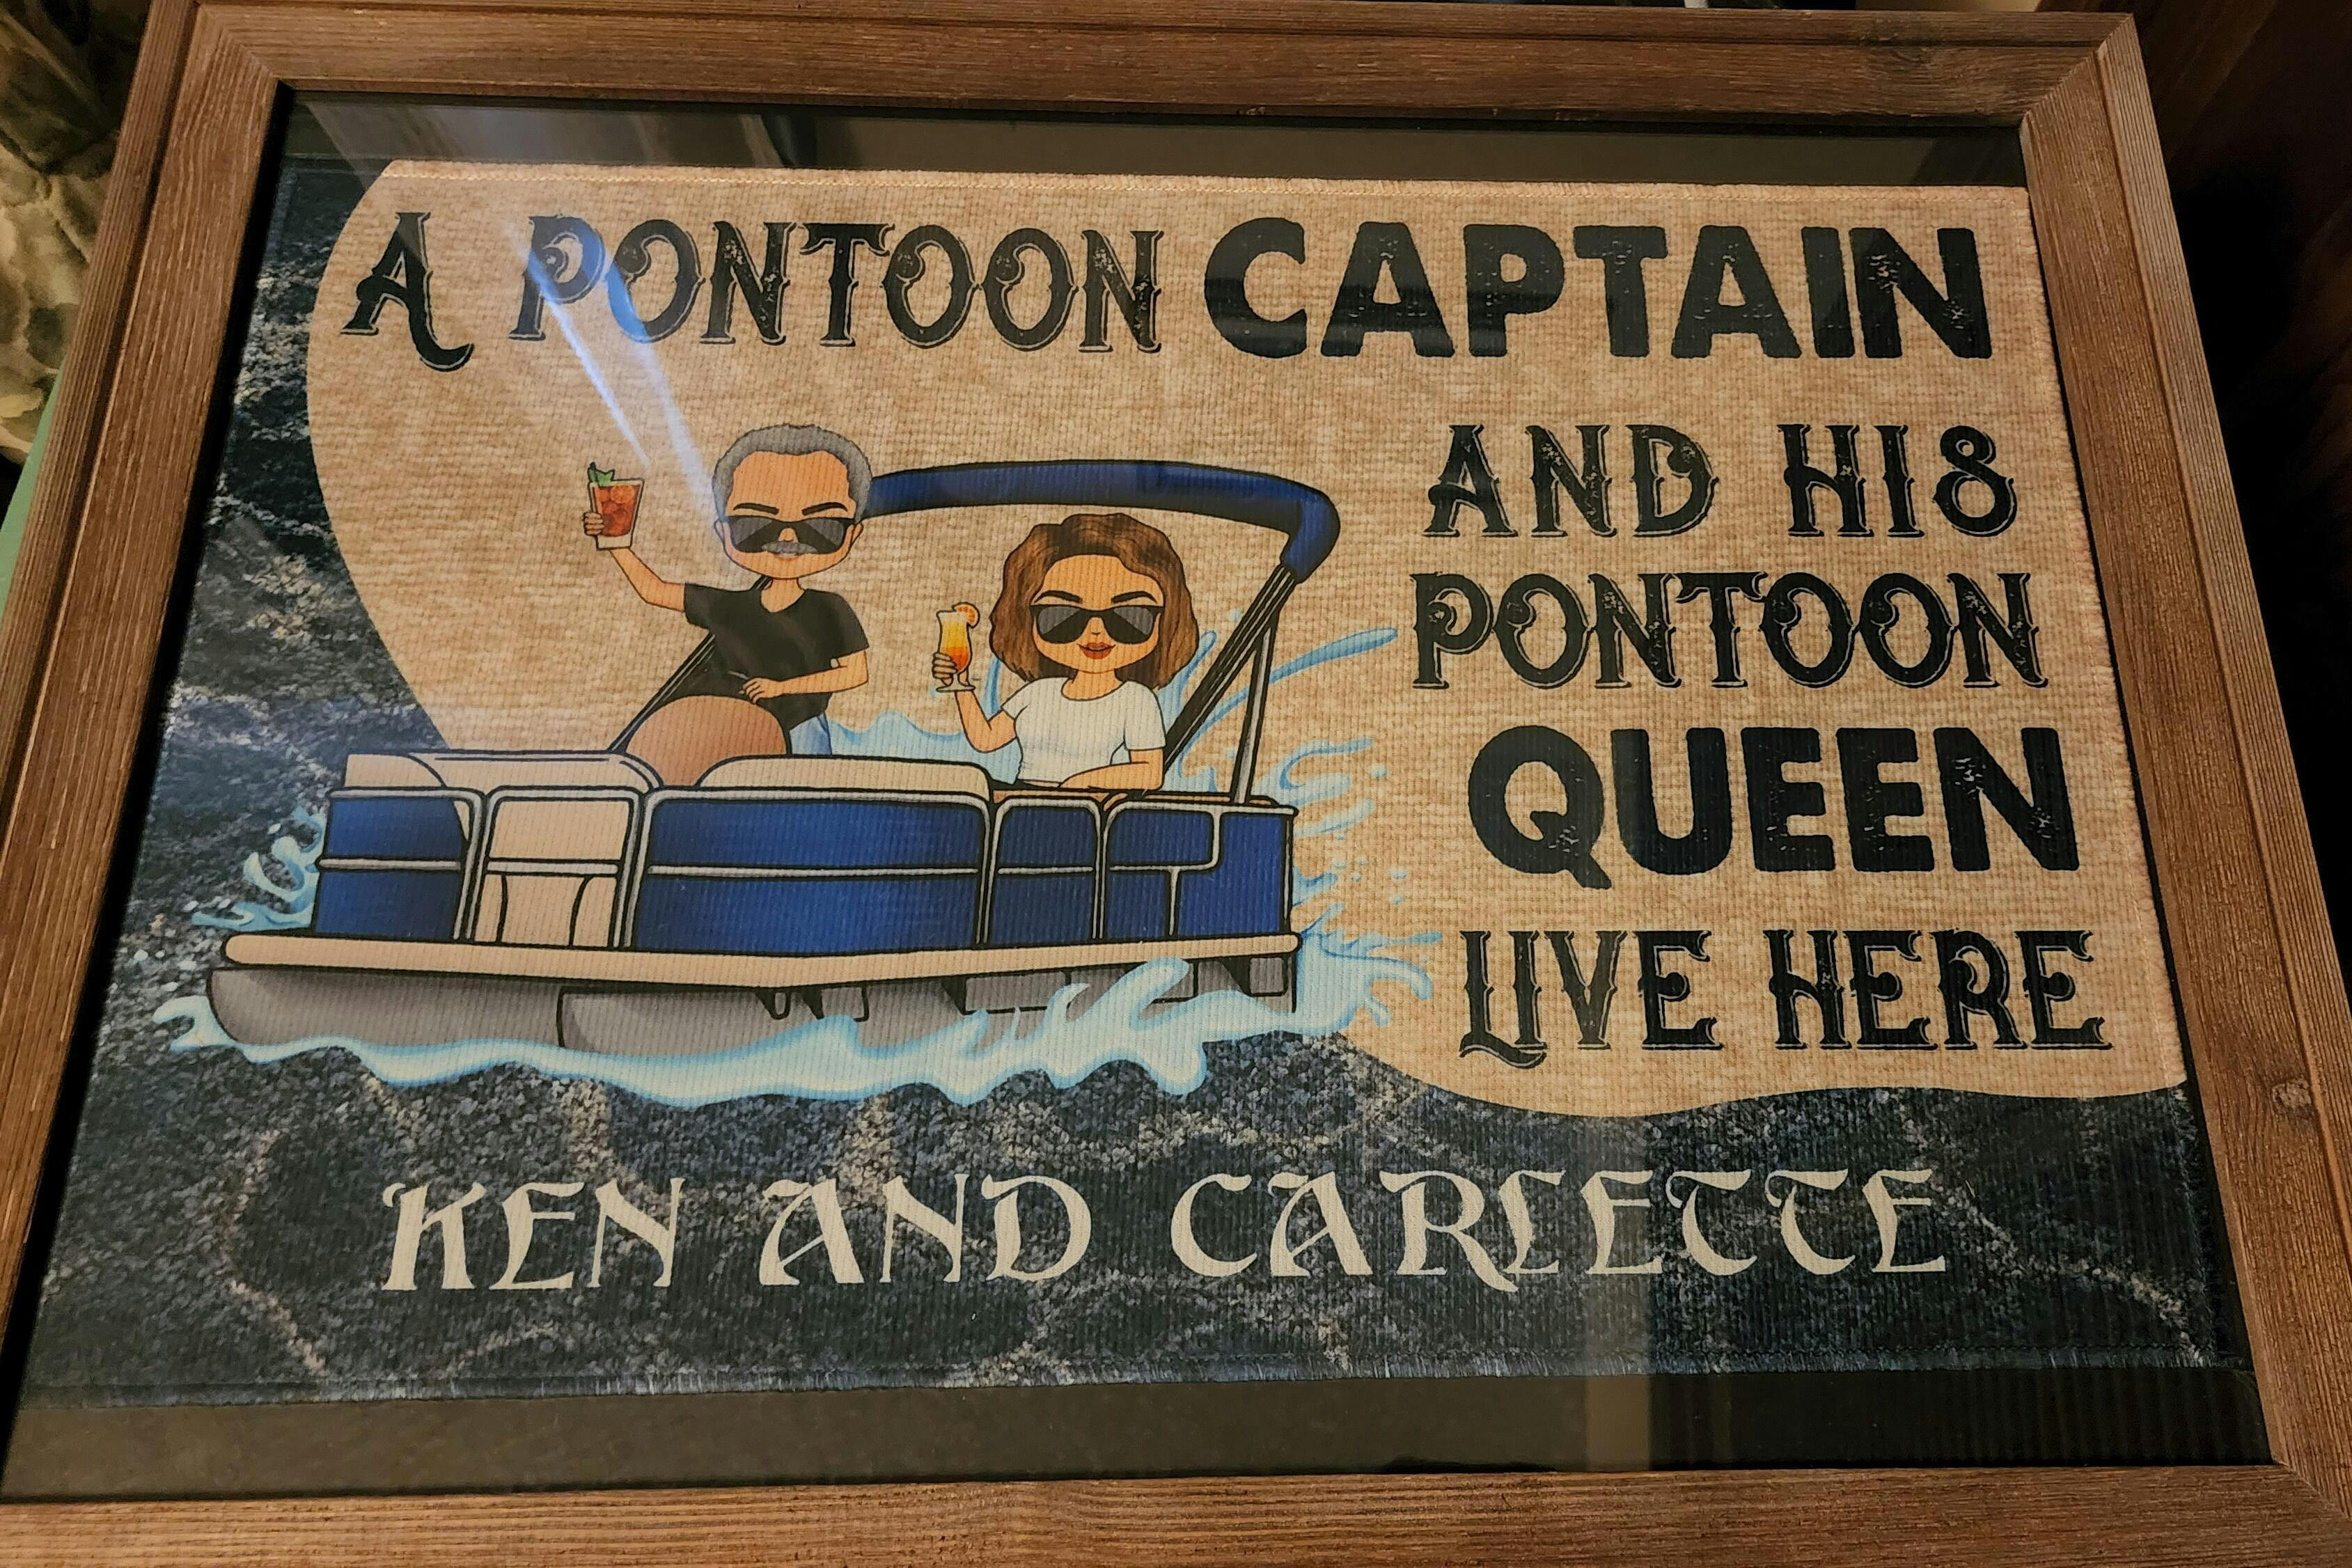 A PONTOON CAPTAIN
AND HIS
PONTOON
QUEEN
LIVE HERE
KEN AND CARLETTE